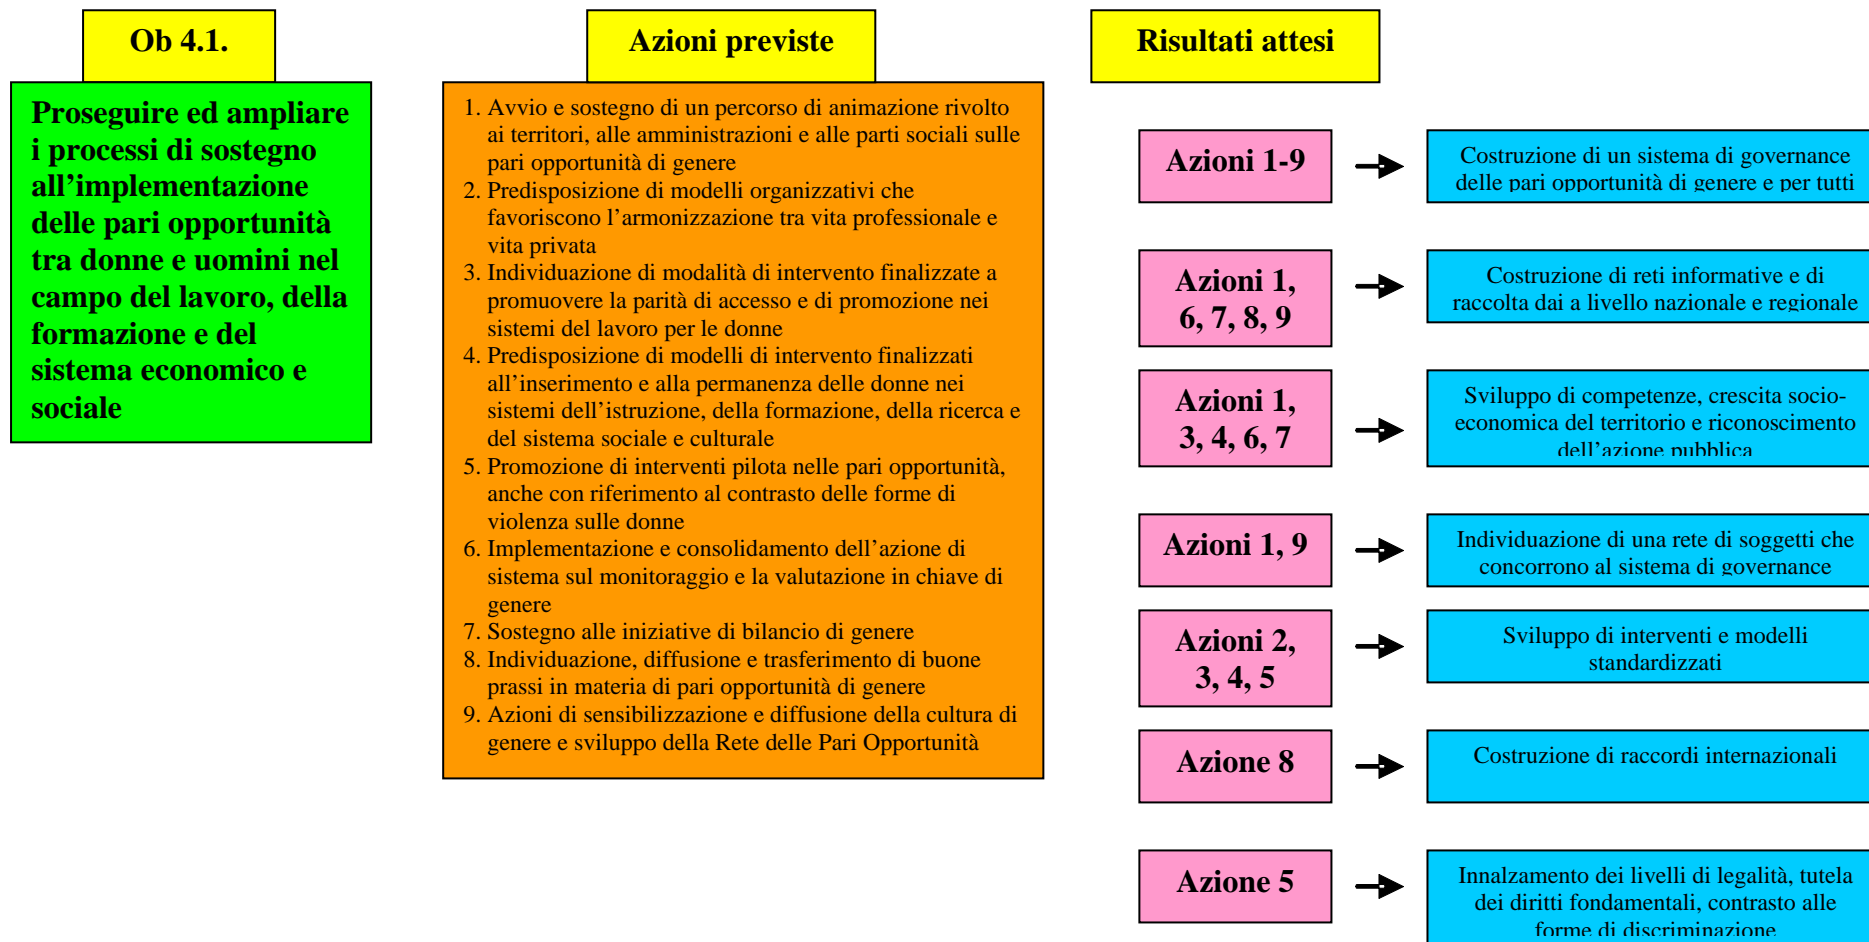 Ob 4.1.
Proseguire ed ampliare
i processi di sostegno
all’implementazione
delle pari opportunità
tra donne e uomini nel
campo del lavoro, della
formazione e del
sistema economico e
sociale
Azioni previste
1. Avvio e sostegno di un percorso di animazione rivolto
ai territori, alle amministrazioni e alle parti sociali sulle
pari opportunità di genere
2. Predisposizione di modelli organizzativi che
favoriscono l’armonizzazione tra vita professionale e
vita privata
3. Individuazione di modalità di intervento finalizzate a
promuovere la parità di accesso e di promozione nei
sistemi del lavoro per le donne
4. Predisposizione di modelli di intervento finalizzati
all’inserimento e alla permanenza delle donne nei
sistemi dell’istruzione, della formazione, della ricerca e
del sistema sociale e culturale
5. Promozione di interventi pilota nelle pari opportunità,
anche con riferimento al contrasto delle forme di
violenza sulle donne
6. Implementazione e consolidamento dell’azione di
sistema sul monitoraggio e la valutazione in chiave di
genere
7. Sostegno alle iniziative di bilancio di genere
8. Individuazione, diffusione e trasferimento di buone
prassi in materia di pari opportunità di genere
9. Azioni di sensibilizzazione e diffusione della cultura di
genere e sviluppo della Rete delle Pari Opportunità
Risultati attesi
Azioni 1-9
Costruzione di un sistema di governance
delle pari opportunità di genere e per tutti
Azioni 1,
6, 7, 8, 9
Costruzione di reti informative e di
raccolta dai a livello nazionale e regionale
Azioni 1,
3, 4, 6, 7
Sviluppo di competenze, crescita socio-
economica del territorio e riconoscimento
dell’azione pubblica
Azioni 1, 9
Individuazione di una rete di soggetti che
concorrono al sistema di governance
Azioni 2,
3, 4, 5
Sviluppo di interventi e modelli
standardizzati
Azione 8
Costruzione di raccordi internazionali
Azione 5
Innalzamento dei livelli di legalità, tutela
dei diritti fondamentali, contrasto alle
forme di discriminazione